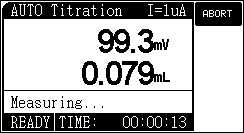 AUTO Titration I=1uA
ABORT
99.3mV
0.079mL
Measuring...
READY TIME: 00:00:13